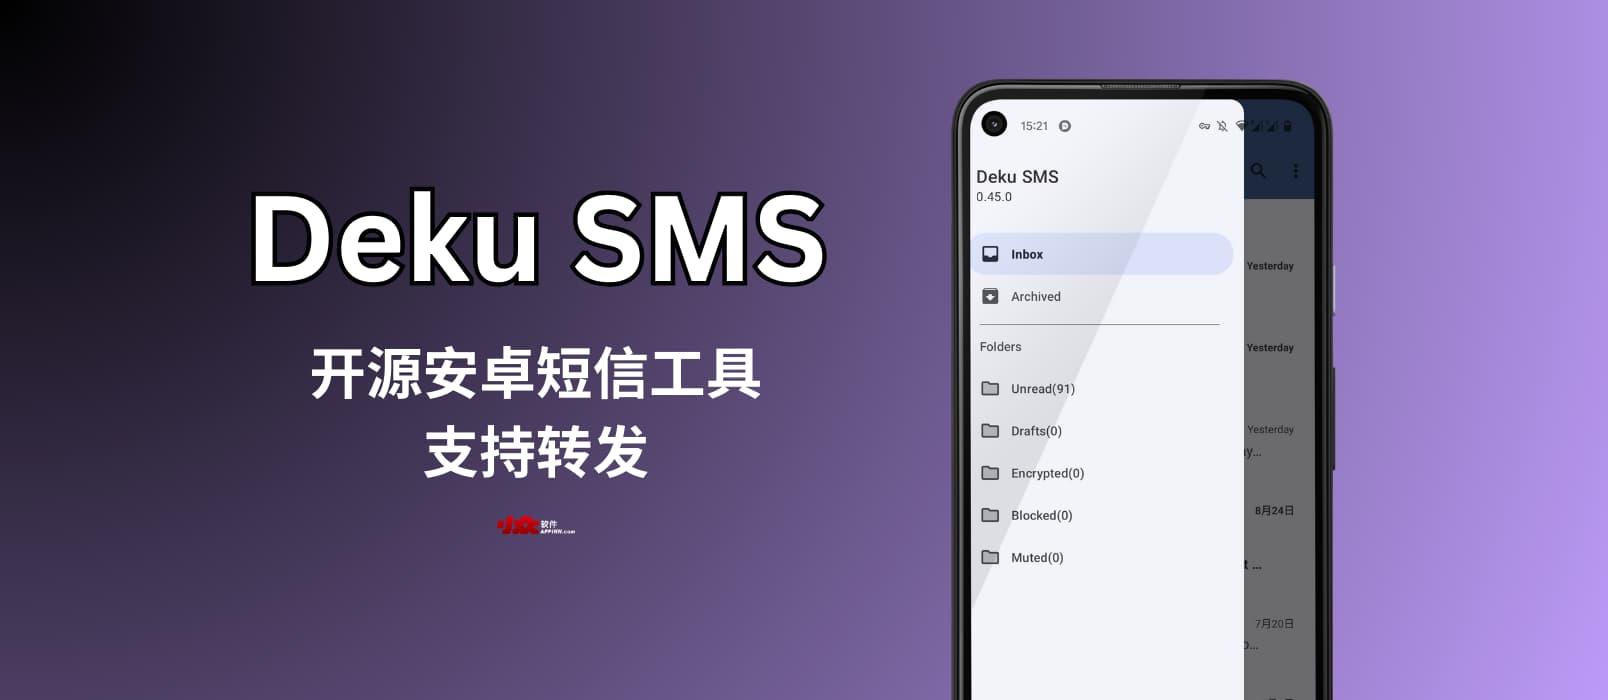 Deku SMS
开源安卓短信工具
支持转发
小众软件
APPINN.com
15:21
Deku SMS
0.45.0
Inbox
Archived
Folders
Unread(91)
Drafts(0)
Encrypted(0)
Blocked(0)
Muted(0)
Yesterday
Yesterday
Yesterday
y...
8月24日
t ...
7月20日